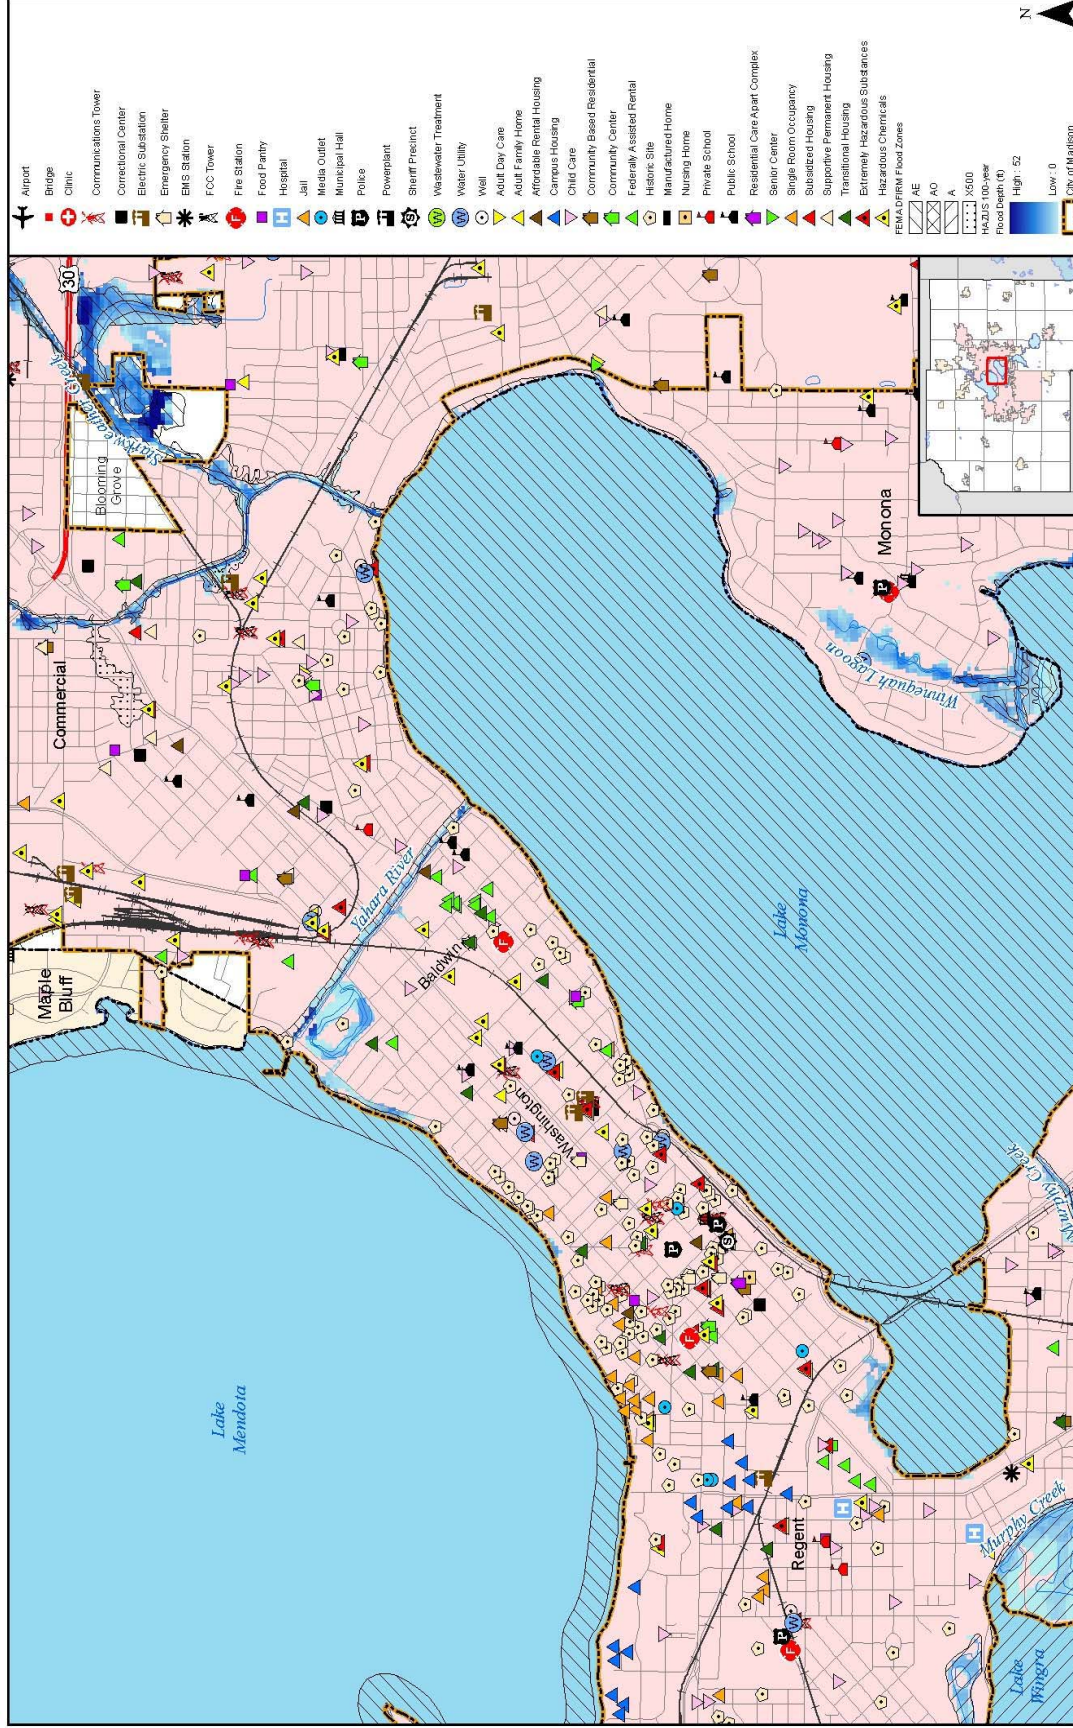 Airport
Bridge
Clinic
Communications Tower
Correctional Center
Electric Substation
Emergency Shelter
EMS Station
FCC Tower
Fire Station
Food Pantry
Hospital
Jail
Media Outlet
Municipal Hall
Police
Powerplant
Sheriff Precinct
Wastewater Treatment
Water Utility
Well
Adult Day Care
Adult Family Home
Affordable Rental Housing
Campus Housing
Child Care
Community Based Residential
Community Center
Federally Assisted Rental
Historic Site
Manufactured Home
Nursing Home
Private School
Public School
Residential Care Apart Complex
Senior Center
Single Room Occupancy
Subsidized Housing
Supportive Permanent Housing
Transitional Housing
Extremely Hazardous Substances
Hazardous Chemicals
FEMA DFIRM Flood Zones
AE
AO
A
X500
HAZUS 100-year
Flood Depth (ft)
High : 52
Low : 0
City of Madison
N
30
Starkweather Creek
Blooming
Grove
Commercial
Maple
Bluff
Yahara River
Baldwin
Washington
Lake
Mendota
Lake
Monona
Monona
Winnequah Lagoon
Murphy Creek
Murphy
Regent
Murphy Creek
Lake
Wingra